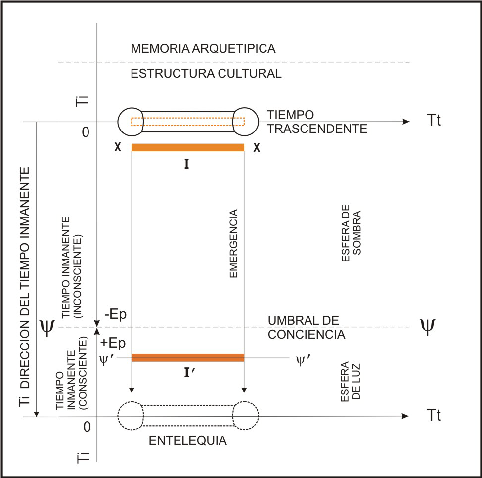 MEMORIA ARQUETIPICA
ESTRUCTURA CULTURAL
Ti
0
TIEMPO
TRASCENDENTE
Tt
X
X
I
Ti DIRECCION DEL TIEMPO INMANENTE
TIEMPO INMANENTE
(INCONSCIENTE)
EMERGENCIA
ESFERA DE
SOMBRA
-Ep
Ψ
UMBRAL DE
CONCIENCIA
Ψ
+Ep
Ψ′
Ψ′
I′
TIEMPO
INMANENTE
(CONSCIENTE)
ESFERA
DE LUZ
0
Tt
ENTELEQUIA
Ti